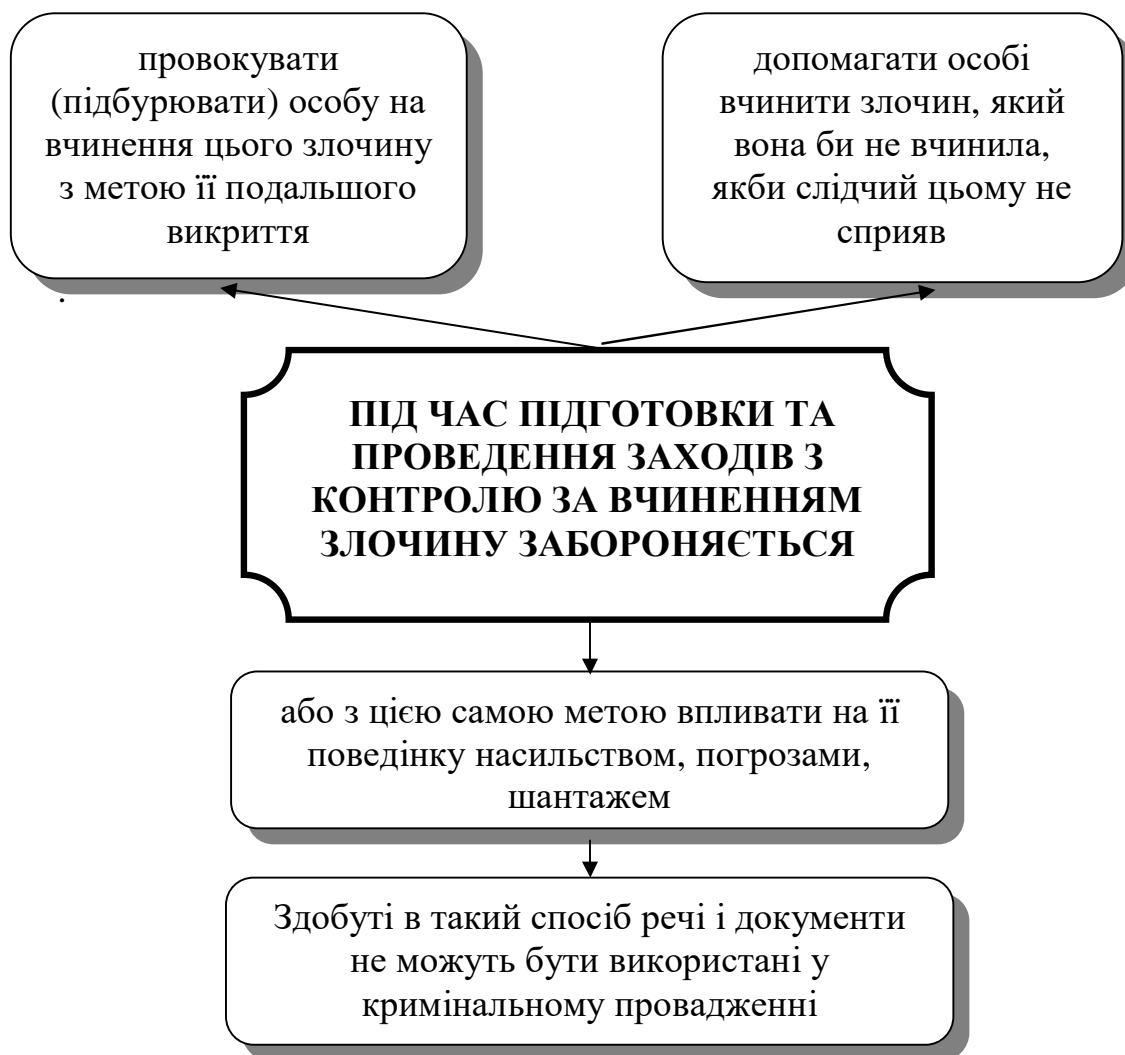 провокувати
(підбурювати) особу на
вчинення цього злочину
з метою її подальшого
викриття
.
допомагати особі
вчинити злочин, який
вона би не вчинила,
якби слідчий цьому не
сприяв
ПІД ЧАС ПІДГОТОВКИ ТА
ПРОВЕДЕННЯ ЗАХОДІВ З
КОНТРОЛЮ ЗА ВЧИНЕННЯМ
ЗЛОЧИНУ ЗАБОРОНЯЄТЬСЯ
або з цією самою метою впливати на її
поведінку насильством, погрозами,
шантажем
Здобуті в такий спосіб речі і документи
не можуть бути використані у
кримінальному провадженні